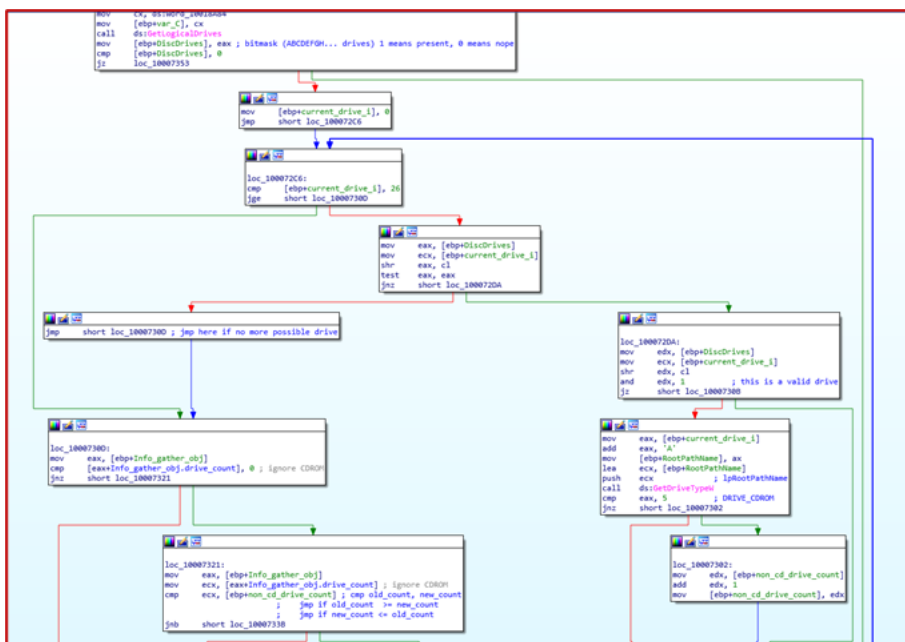 mov cx, ds:word_10018A84
mov [ebp+var_C], cx
call ds:GetLogicalDrives
mov [ebp+DiscDrives], eax ; bitmask (ABCDEFGH... drives) 1 means present, 0 means nope
cmp [ebp+DiscDrives], 0
jz loc_10007353
mov [ebp+current_drive_i], 0
jmp short loc_100072C6
loc_100072C6:
cmp [ebp+current_drive_i], 26
jge short loc_1000730D
mov eax, [ebp+DiscDrives]
mov ecx, [ebp+current_drive_i]
shr eax, cl
test eax, eax
jnz short loc_100072DA
jmp short loc_1000730D ; jmp here if no more possible drive
loc_100072DA:
mov edx, [ebp+DiscDrives]
mov ecx, [ebp+current_drive_i]
shr edx, cl
and edx, 1 ; this is a valid drive
jz short loc_1000730B
loc_1000730D:
mov eax, [ebp+Info_gather_obj]
cmp [eax+Info_gather_obj.drive_count], 0 ; ignore CDROM
jnz short loc_10007321
mov eax, [ebp+current_drive_i]
add eax, 'A'
mov [ebp+RootPathName], ax
lea ecx, [ebp+RootPathName]
push ecx ; lpRootPathName
call ds:GetDriveTypeW
cmp eax, 5 ; DRIVE_CDROM
jnz short loc_10007302
loc_10007321:
mov eax, [ebp+Info_gather_obj]
mov ecx, [eax+Info_gather_obj.drive_count] ; ignore CDROM
cmp ecx, [ebp+non_cd_drive_count] ; cmp old_count, new_count
; jmp if old_count >= new_count
; jmp if new_count <= old_count
jnb short loc_1000733B
loc_10007302:
mov edx, [ebp+non_cd_drive_count]
add edx, 1
mov [ebp+non_cd_drive_count], edx